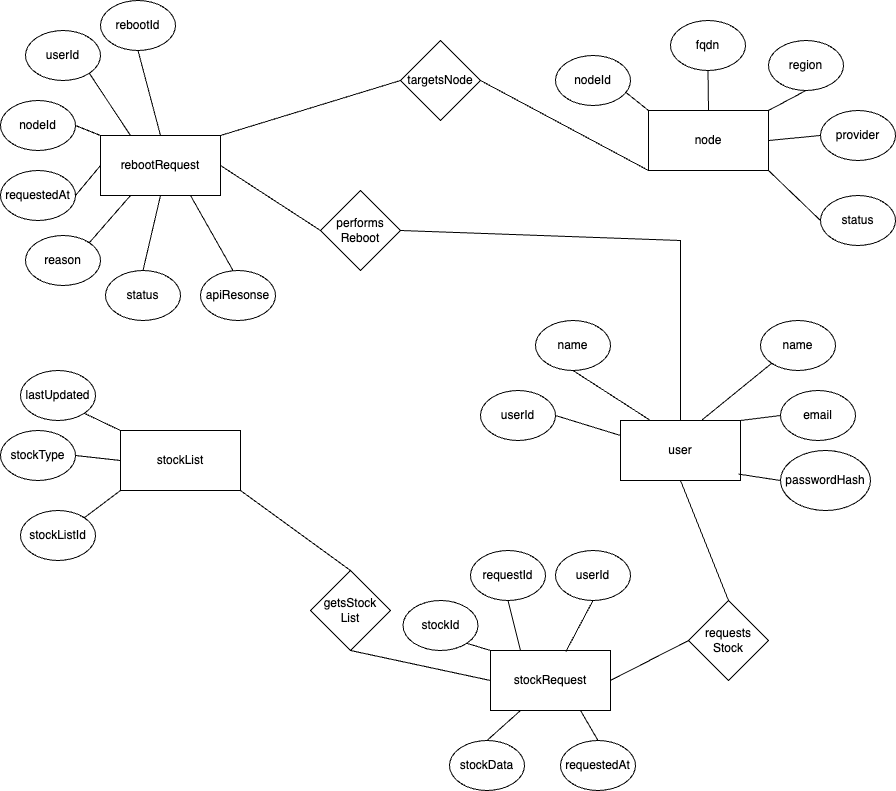 rebootId
userId
fqdn
region
targetsNode
nodeId
nodeId
provider
node
rebootRequest
requestedAt
performs
Reboot
status
reason
status
apiResonse
name
name
lastUpdated
userId
email
stockType
stockList
user
passwordHash
stockListId
requestId
userId
getsStock
List
stockId
requests
Stock
stockRequest
stockData
requestedAt